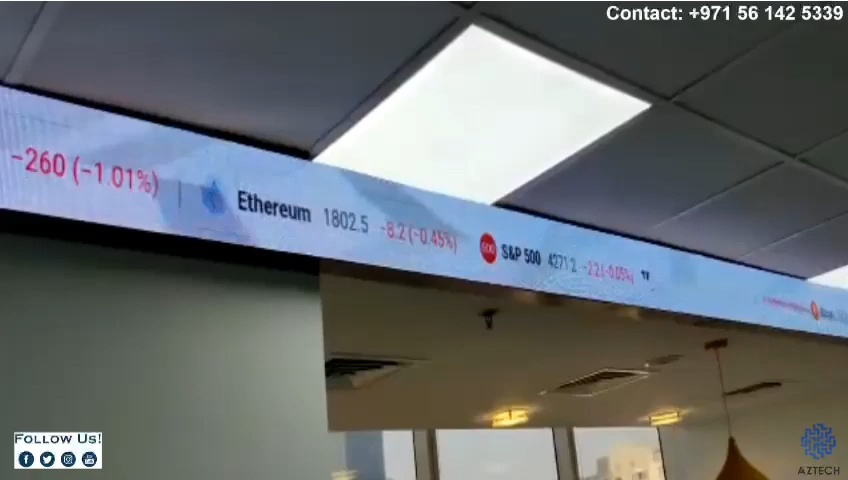 Contact: +971 56 142 5339
-260 (-1.01%) | Ethereum 1802.5 -8.2 (-0.45%) 500 S&P 500 4271.2 -2.2 (-0.05%)
FOLLOW US!
AZTECH